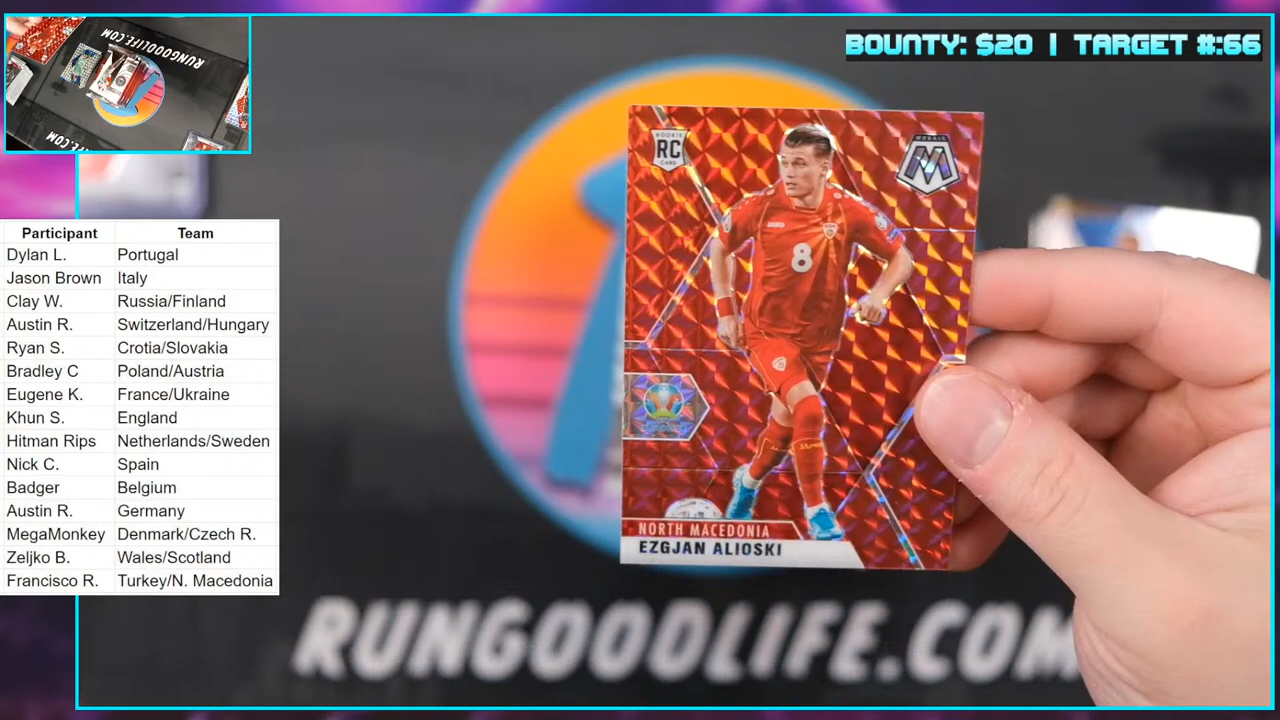 RUNGOODLIFE.COM
BOUNTY: $20 | TARGET #:66
Participant Team
Dylan L. Portugal
Jason Brown Italy
Clay W. Russia/Finland
Austin R. Switzerland/Hungary
Ryan S. Crotia/Slovakia
Bradley C Poland/Austria
Eugene K. France/Ukraine
Khun S. England
Hitman Rips Netherlands/Sweden
Nick C. Spain
Badger Belgium
Austin R. Germany
MegaMonkey Denmark/Czech R.
Zeljko B. Wales/Scotland
Francisco R. Turkey/N. Macedonia
ROOKIE
RC
CARD
MOSAIC
M
JAKO
8
NORTH MACEDONIA
EZGJAN ALIOSKI
RUNGOODLIFE.COM